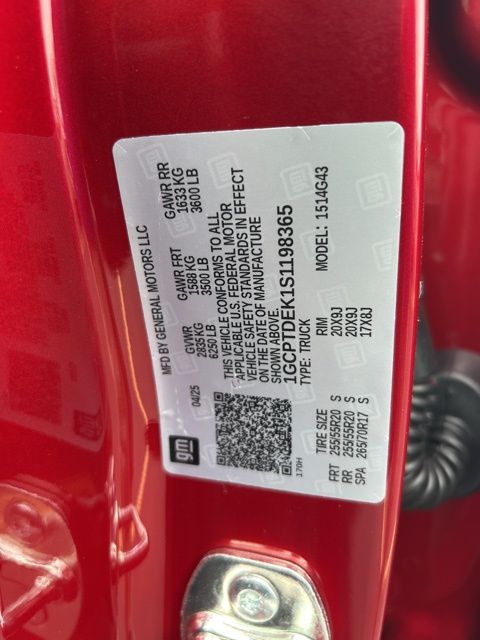 MFD BY GENERAL MOTORS LLC
04/25
GVWR
2835 KG
6250 LB
GAWR FRT
1588 KG
3500 LB
GAWR RR
1633 KG
3600 LB
THIS VEHICLE CONFORMS TO ALL
APPLICABLE U.S. FEDERAL MOTOR
VEHICLE SAFETY STANDARDS IN EFFECT
ON THE DATE OF MANUFACTURE
SHOWN ABOVE.
1GCPTDEK1S1198365
TYPE: TRUCK
MODEL: 1514G43
gm
170H
TIRE SIZE RIM
FRT 255/55R20 S 20X9J
RR 255/55R20 S 20X9J
SPA 265/70R17 S 17X8J